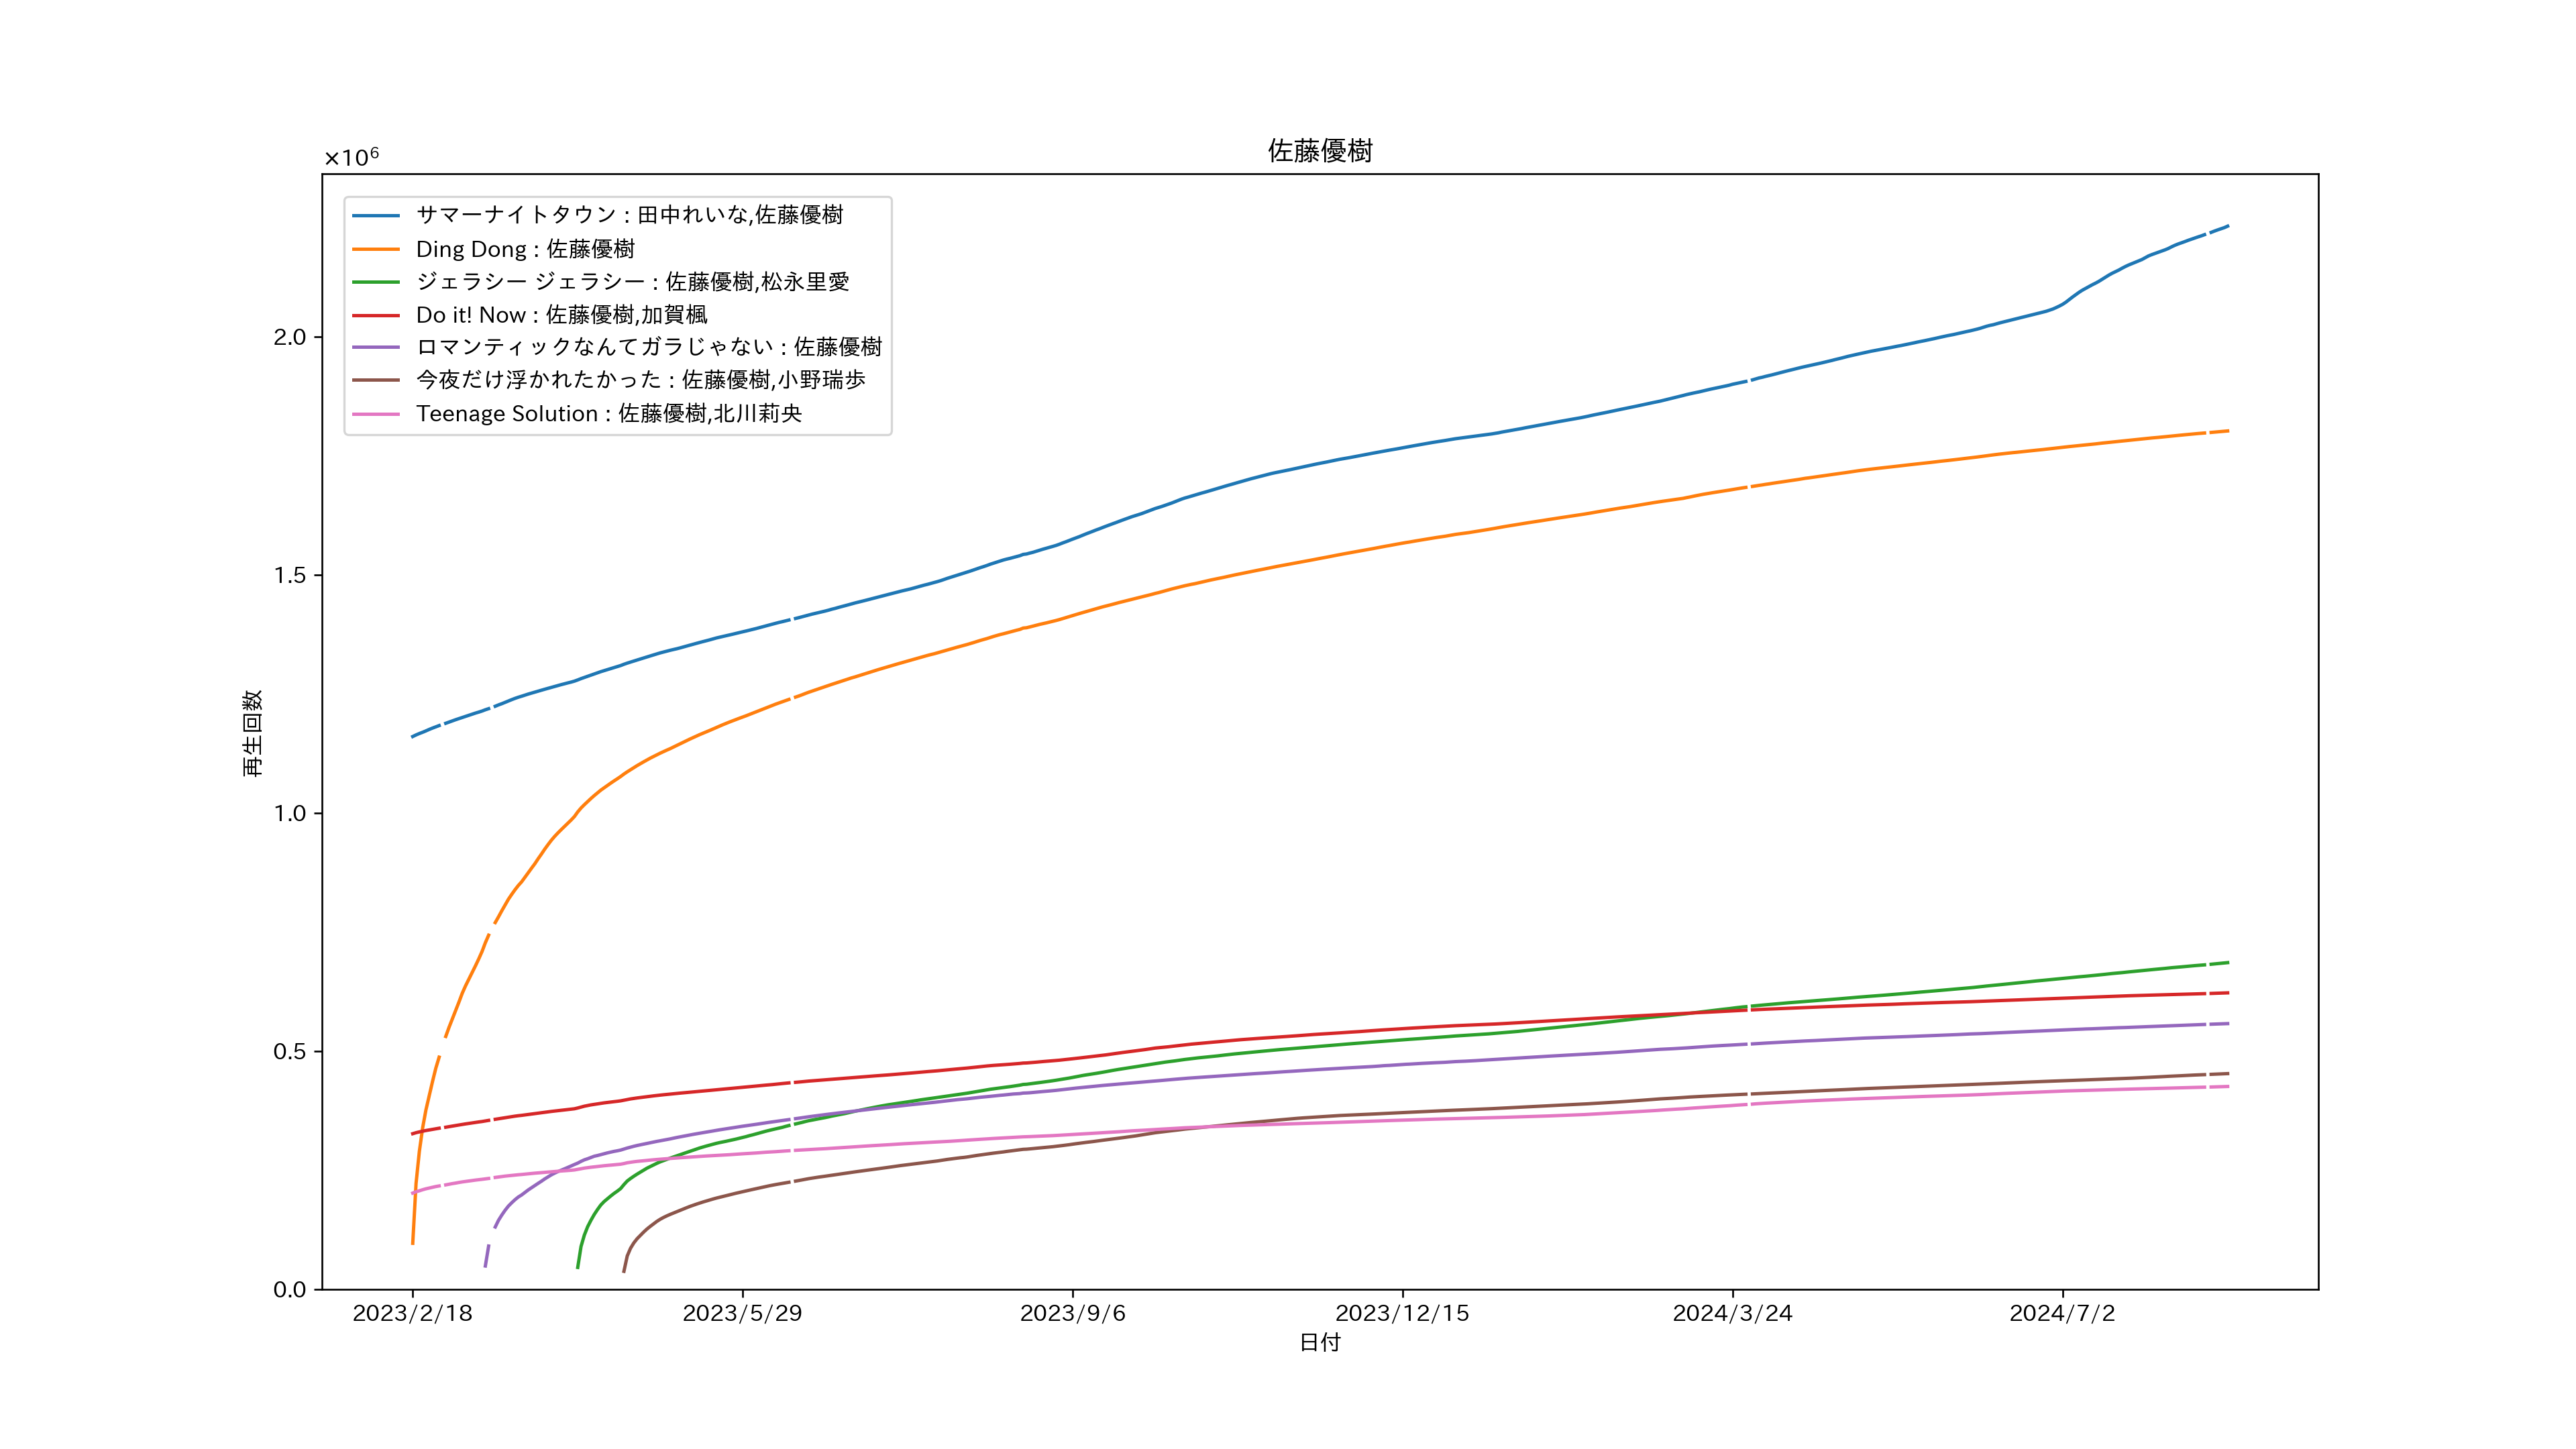 佐藤優樹
×10⁶
サマーナイトタウン : 田中れいな,佐藤優樹
Ding Dong : 佐藤優樹
ジェラシー ジェラシー : 佐藤優樹,松永里愛
Do it! Now : 佐藤優樹,加賀楓
ロマンティックなんてガラじゃない : 佐藤優樹
今夜だけ浮かれたかった : 佐藤優樹,小野瑞歩
Teenage Solution : 佐藤優樹,北川莉央
再生回数
2.0
1.5
1.0
0.5
0.0
2023/2/18
2023/5/29
2023/9/6
2023/12/15
2024/3/24
2024/7/2
日付